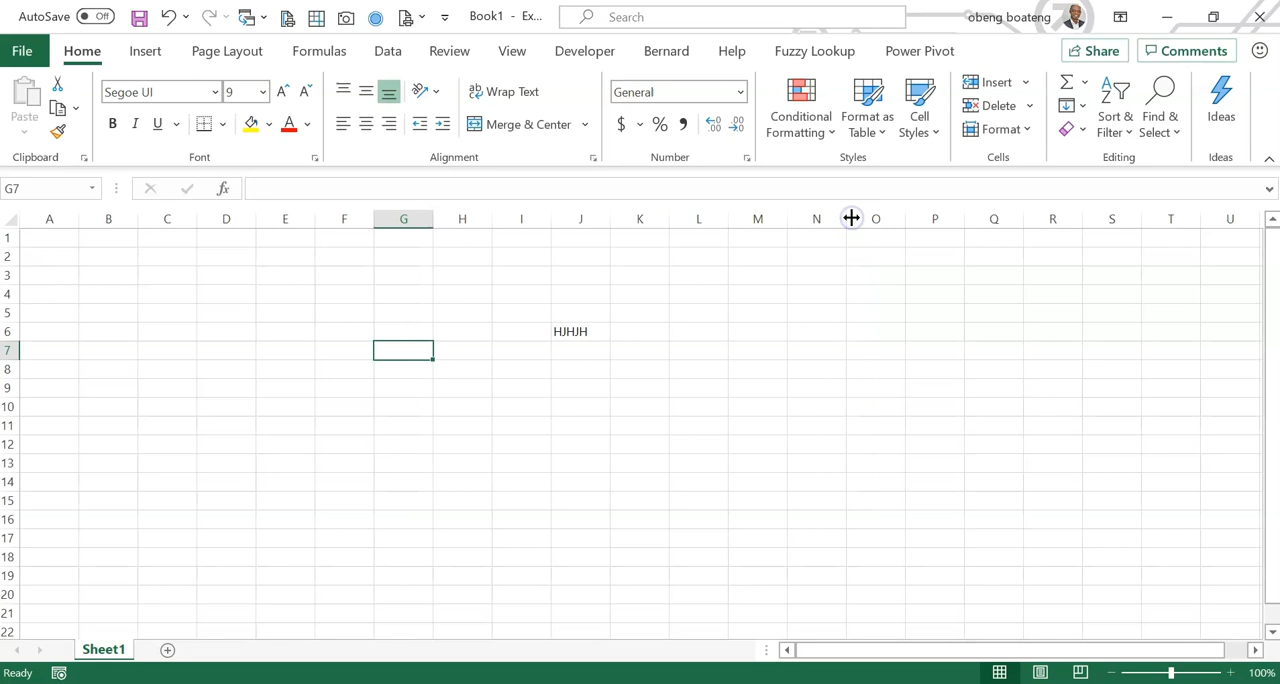 AutoSave Off Book1 - Ex... Search obeng boateng
File Home Insert Page Layout Formulas Data Review View Developer Bernard Help Fuzzy Lookup Power Pivot Share Comments
Paste Segoe UI 9 A^ Aˇ ab Wrap Text General Conditional Formatting Format as Table Cell Styles Insert Σ Sort & Filter Find & Select Ideas
B I U A Merge & Center $ % , Delete
Format
Clipboard Font Alignment Number Styles Cells Editing Ideas
G7 fx
A B C D E F G H I J K L M N O P Q R S T U
1
2
3
4
5
6 HJHJH
7
8
9
10
11
12
13
14
15
16
17
18
19
20
21
22
Sheet1
Ready 100%